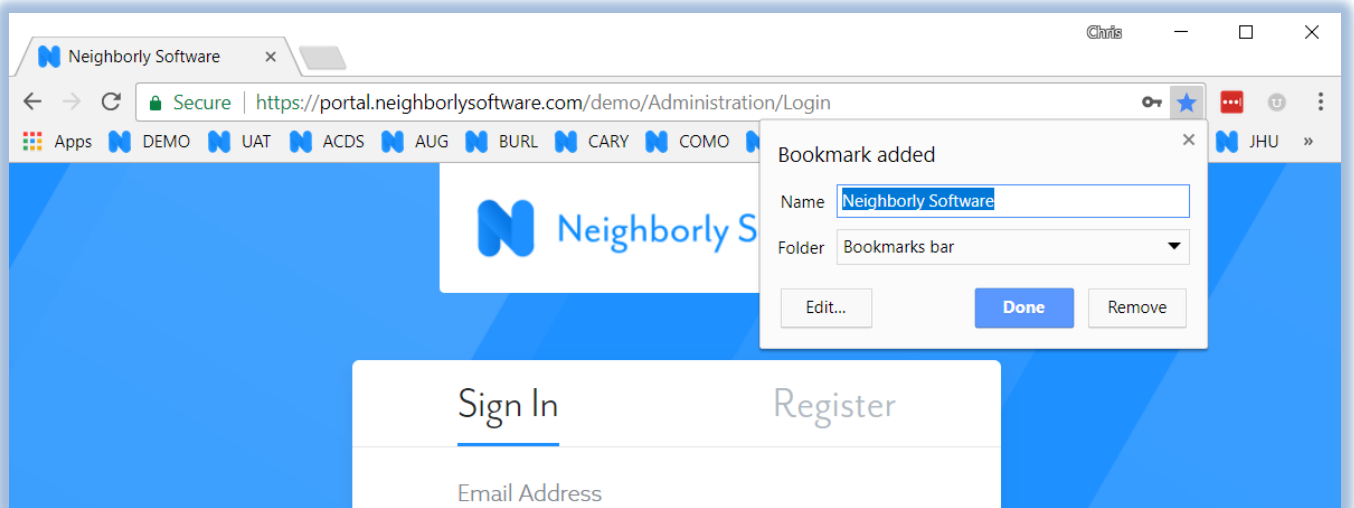 Chris
Neighborly Software
Secure https://portal.neighborlysoftware.com/demo/Administration/Login
Apps DEMO UAT ACDS AUG BURL CARY COMO JHU »
Bookmark added
Name Neighborly Software
Folder Bookmarks bar
Edit... Done Remove
Neighborly S
Sign In Register
Email Address